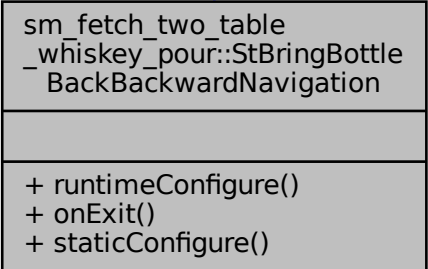 sm_fetch_two_table
_whiskey_pour::StBringBottle
BackBackwardNavigation
+ runtimeConfigure()
+ onExit()
+ staticConfigure()